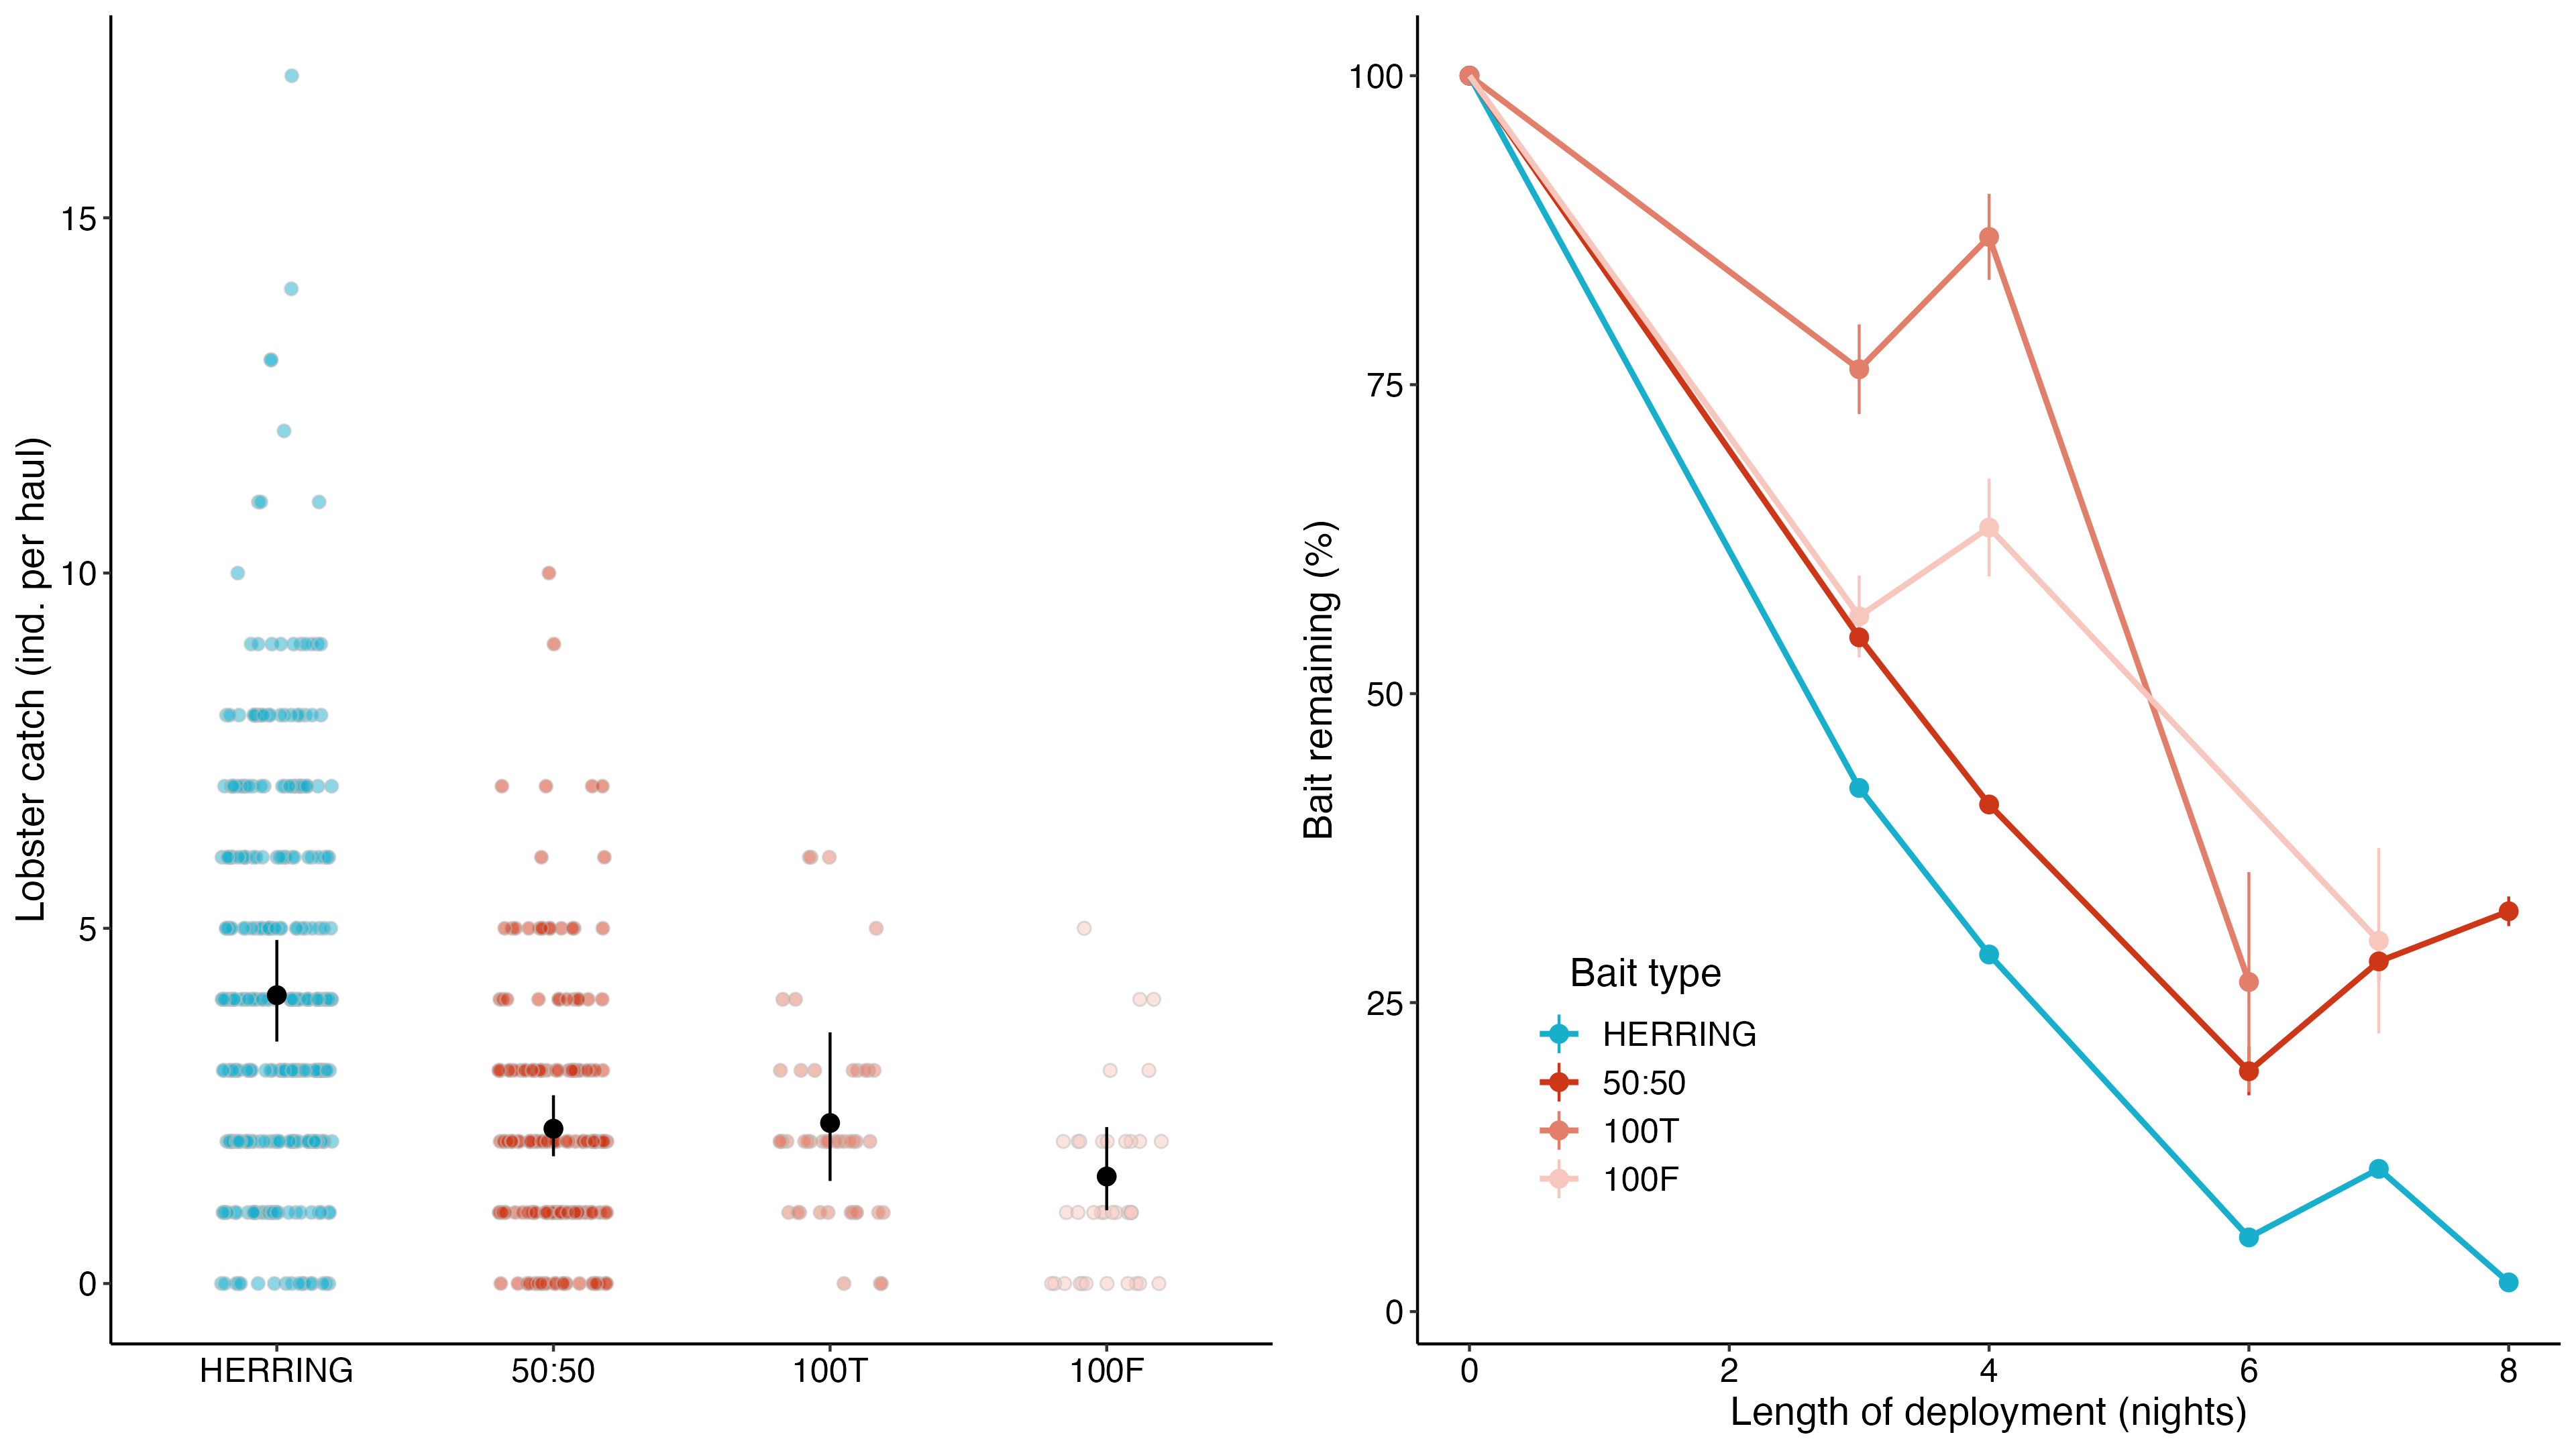 Lobster catch (ind. per haul)
15
10
5
0
HERRING
50:50
100T
100F
Bait remaining (%)
100
75
50
25
0
Bait type
HERRING
50:50
100T
100F
0
2
4
6
8
Length of deployment (nights)